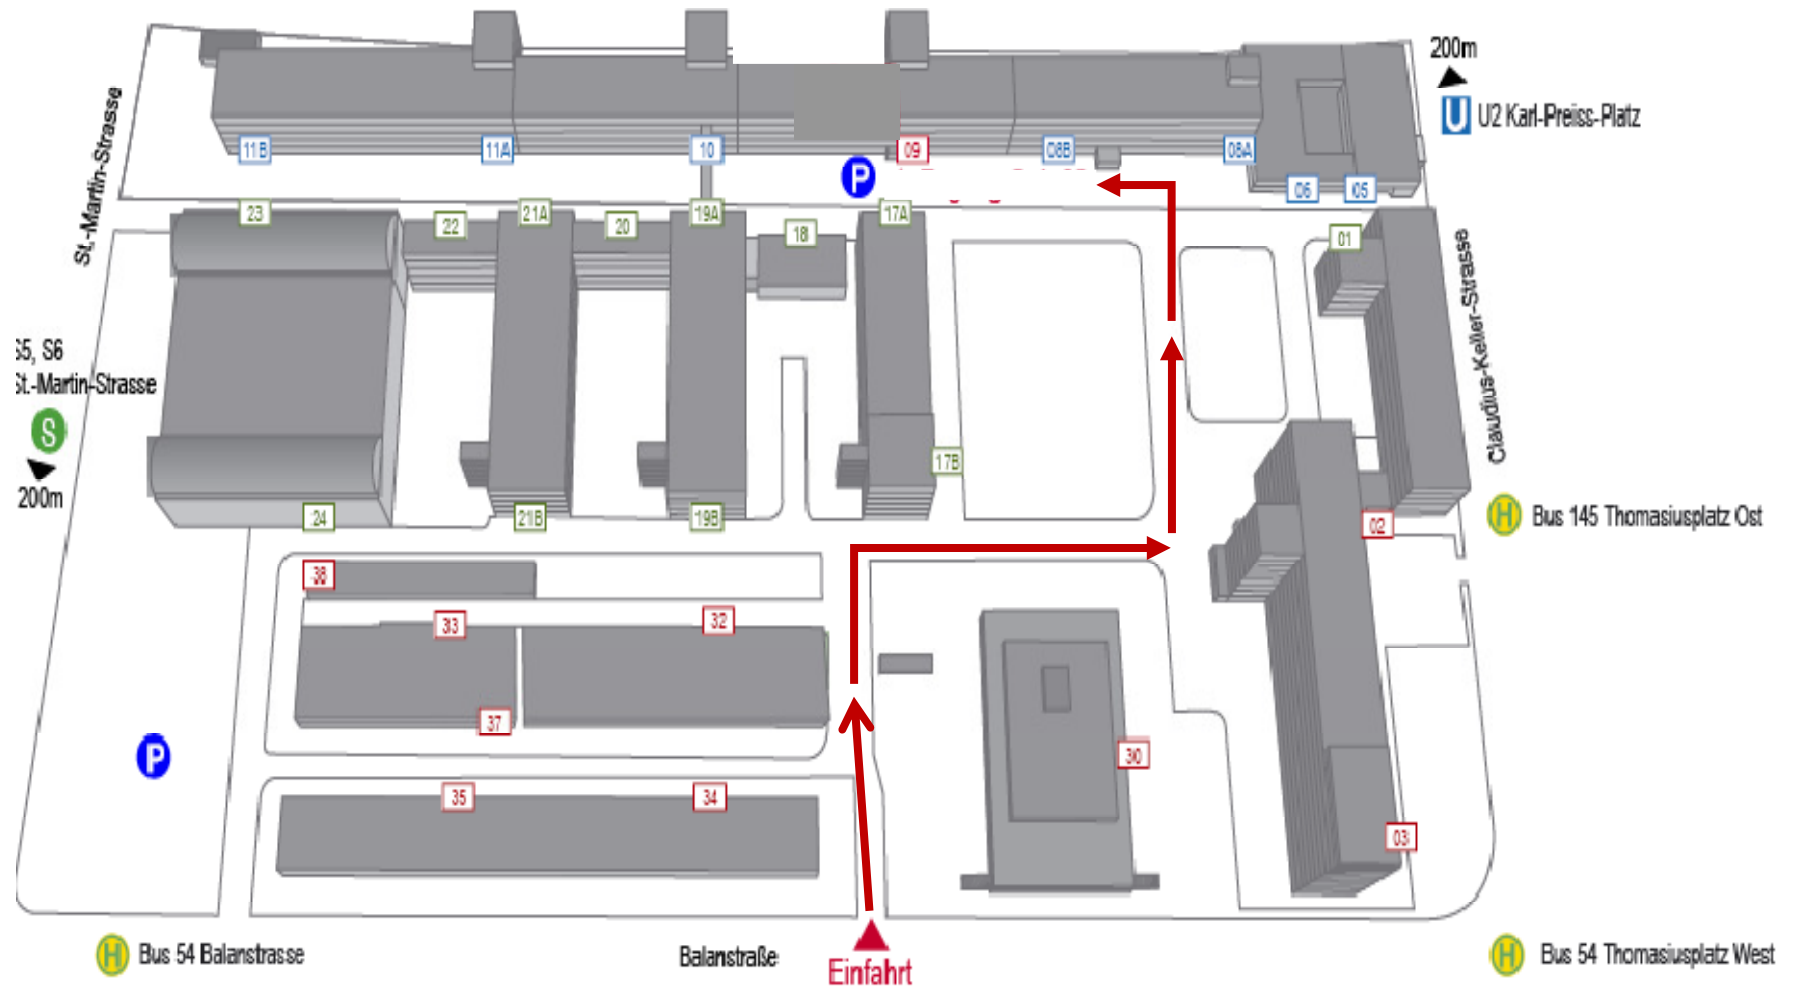 200m
U
U2 Karl-Preiss-Platz
St.-Martin-Strasse
11B
11A
10
P
09
08B
08A
06
05
23
22
21A
20
19A
18
17A
01
Claudius-Keller-Strasse
S5, S6
St.-Martin-Strasse
S
200m
24
21B
19B
17B
02
H
Bus 145 Thomasiusplatz Ost
38
33
32
37
30
P
35
34
03
H
Bus 54 Balanstrasse
Balanstraße
Einfahrt
H
Bus 54 Thomasiusplatz West